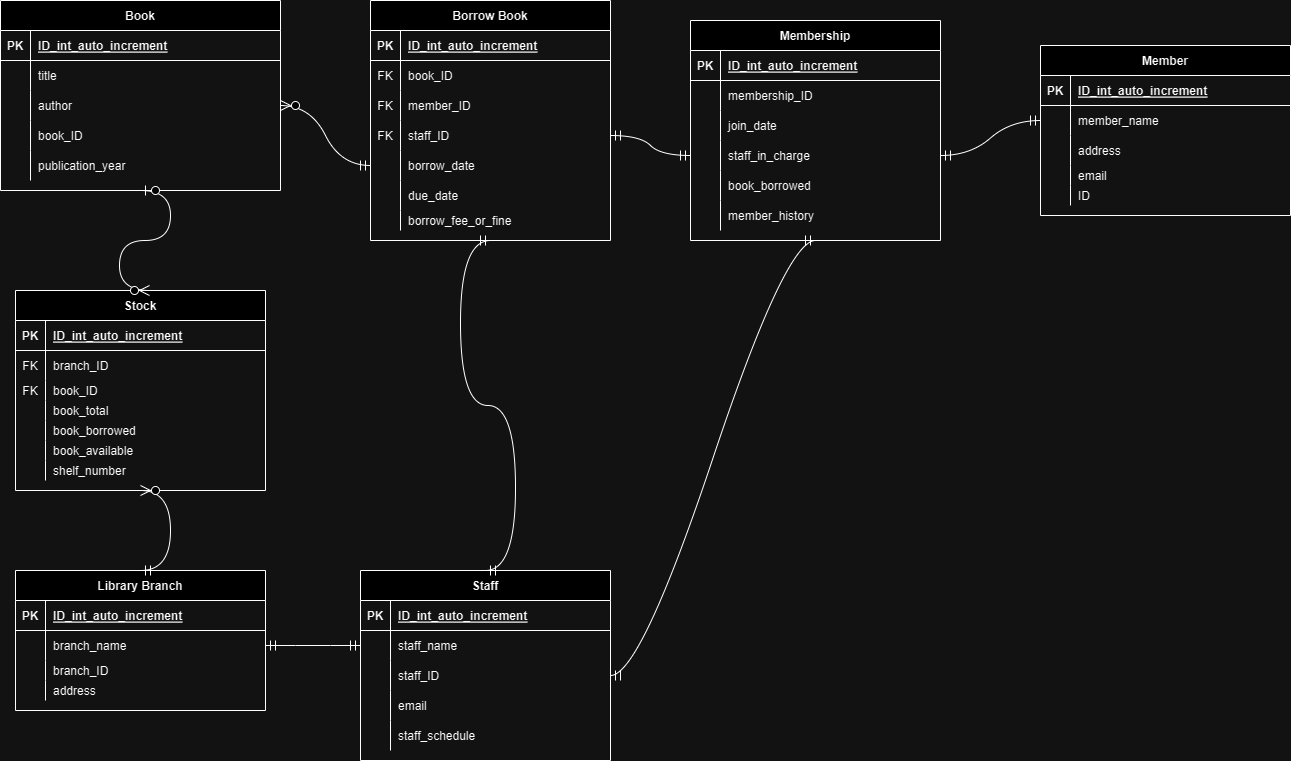 Book
PK ID_int_auto_increment
title
author
book_ID
publication_year
Borrow Book
PK ID_int_auto_increment
FK book_ID
FK member_ID
FK staff_ID
borrow_date
due_date
borrow_fee_or_fine
Membership
PK ID_int_auto_increment
membership_ID
join_date
staff_in_charge
book_borrowed
member_history
Member
PK ID_int_auto_increment
member_name
address
email
ID
Stock
PK ID_int_auto_increment
FK branch_ID
FK book_ID
book_total
book_borrowed
book_available
shelf_number
Library Branch
PK ID_int_auto_increment
branch_name
branch_ID
address
Staff
PK ID_int_auto_increment
staff_name
staff_ID
email
staff_schedule